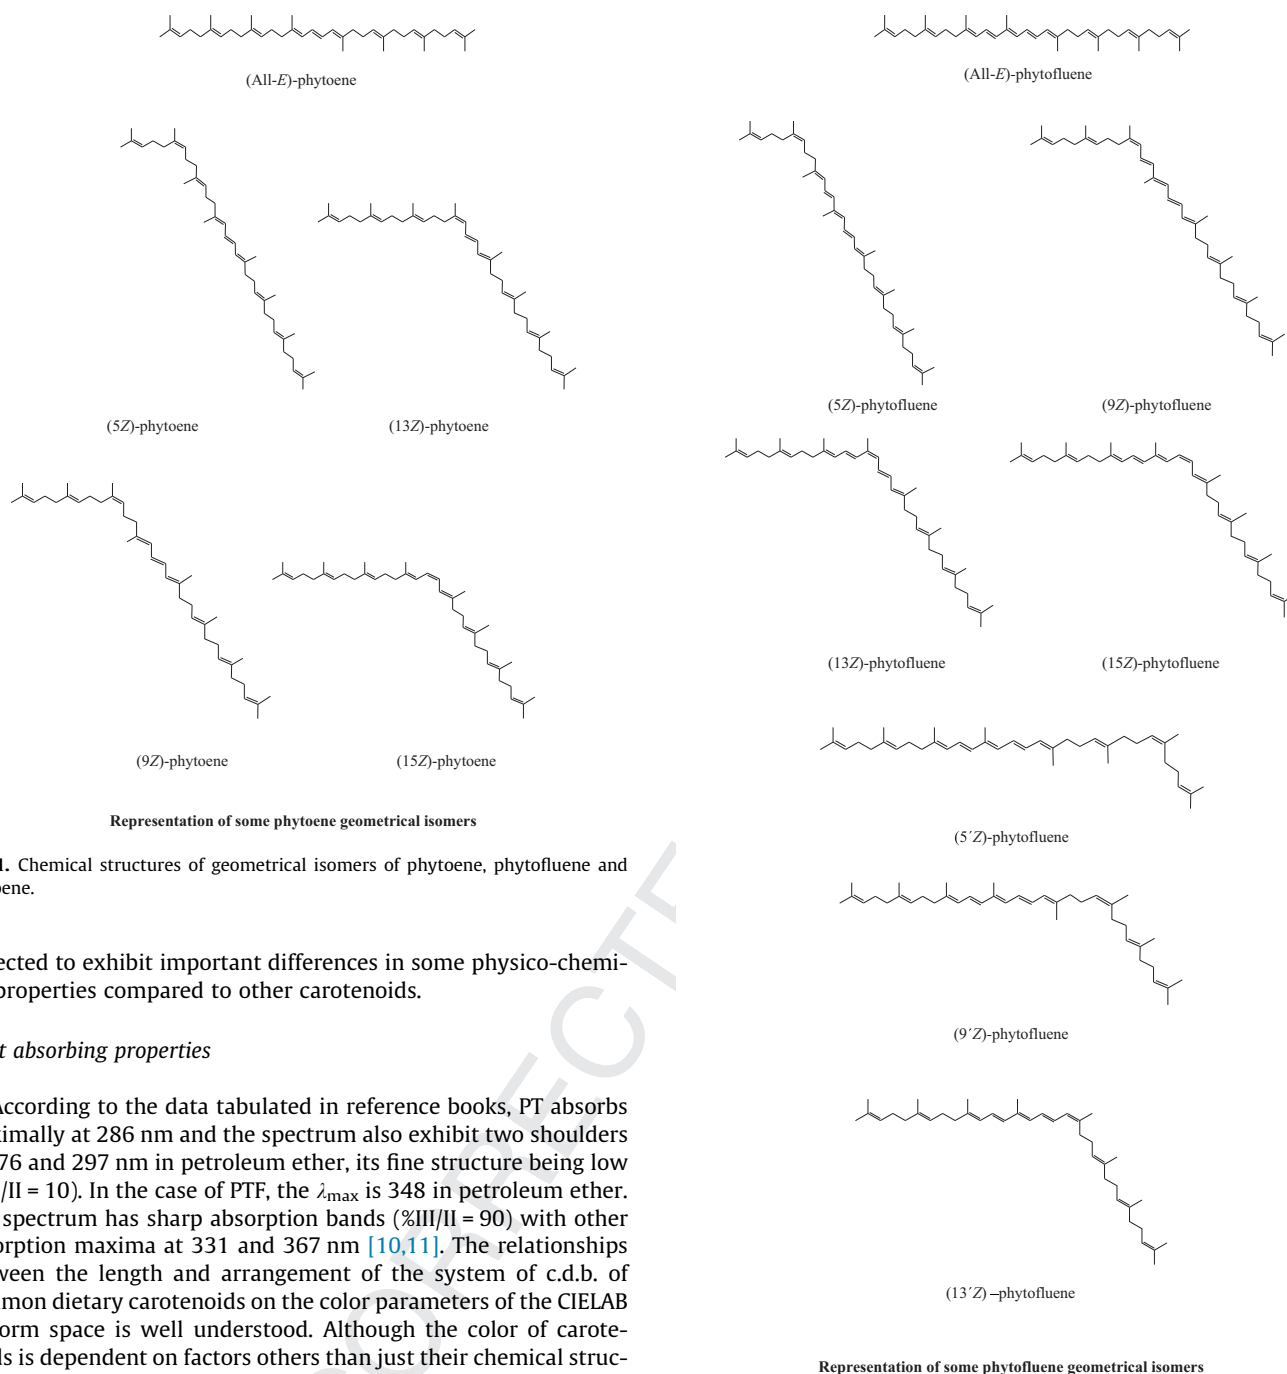 (All-E)-phytoene
(5Z)-phytoene
(13Z)-phytoene
(9Z)-phytoene
(15Z)-phytoene
Representation of some phytoene geometrical isomers
1. Chemical structures of geometrical isomers of phytoene, phytofluene and
pene.
ected to exhibit important differences in some physico-chemi-
properties compared to other carotenoids.
t absorbing properties
According to the data tabulated in reference books, PT absorbs
ximally at 286 nm and the spectrum also exhibit two shoulders
76 and 297 nm in petroleum ether, its fine structure being low
/II = 10). In the case of PTF, the λmax is 348 in petroleum ether.
spectrum has sharp absorption bands (%III/II = 90) with other
orption maxima at 331 and 367 nm [10,11]. The relationships
ween the length and arrangement of the system of c.d.b. of
mmon dietary carotenoids on the color parameters of the CIELAB
form space is well understood. Although the color of carote-
ds is dependent on factors others than just their chemical struc-
(All-E)-phytofluene
(5Z)-phytofluene
(9Z)-phytofluene
(13Z)-phytofluene
(15Z)-phytofluene
(5´Z)-phytofluene
(9´Z)-phytofluene
(13´Z) –phytofluene
Representation of some phytofluene geometrical isomers
ORRECTE